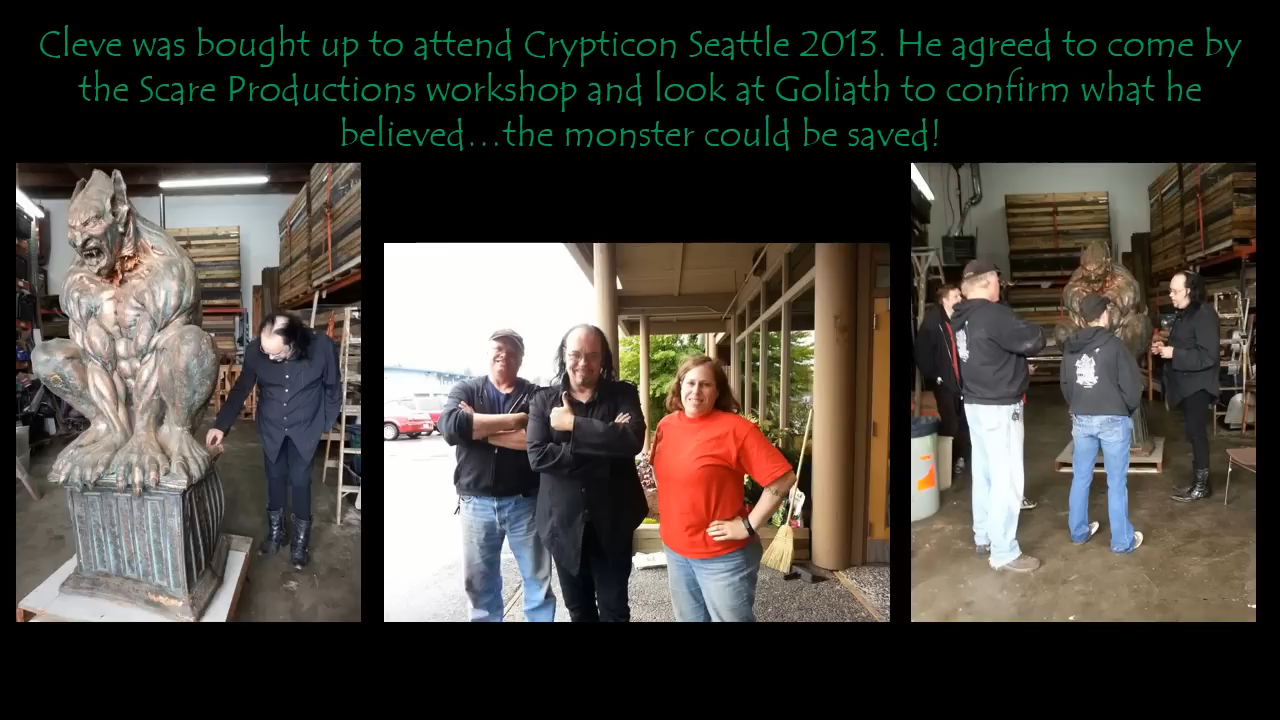 Cleve was bought up to attend Crypticon Seattle 2013. He agreed to come by
the Scare Productions workshop and look at Goliath to confirm what he
believed...the monster could be saved!